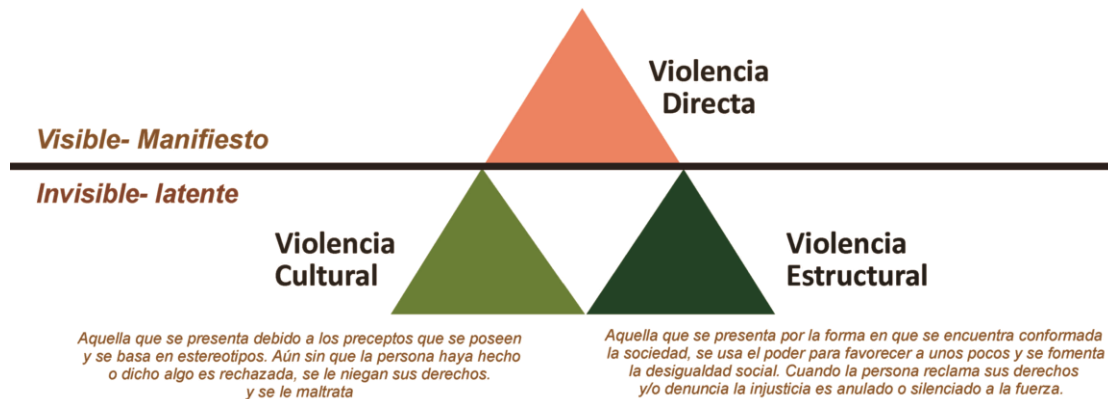 Violencia
Directa
Visible- Manifiesto
Invisible- latente
Violencia
Cultural
Violencia
Estructural
Aquella que se presenta debido a los preceptos que se poseen
y se basa en estereotipos. Aún sin que la persona haya hecho
o dicho algo es rechazada, se le niegan sus derechos.
y se le maltrata
Aquella que se presenta por la forma en que se encuentra conformada
la sociedad, se usa el poder para favorecer a unos pocos y se fomenta
la desigualdad social. Cuando la persona reclama sus derechos
y/o denuncia la injusticia es anulado o silenciado a la fuerza.